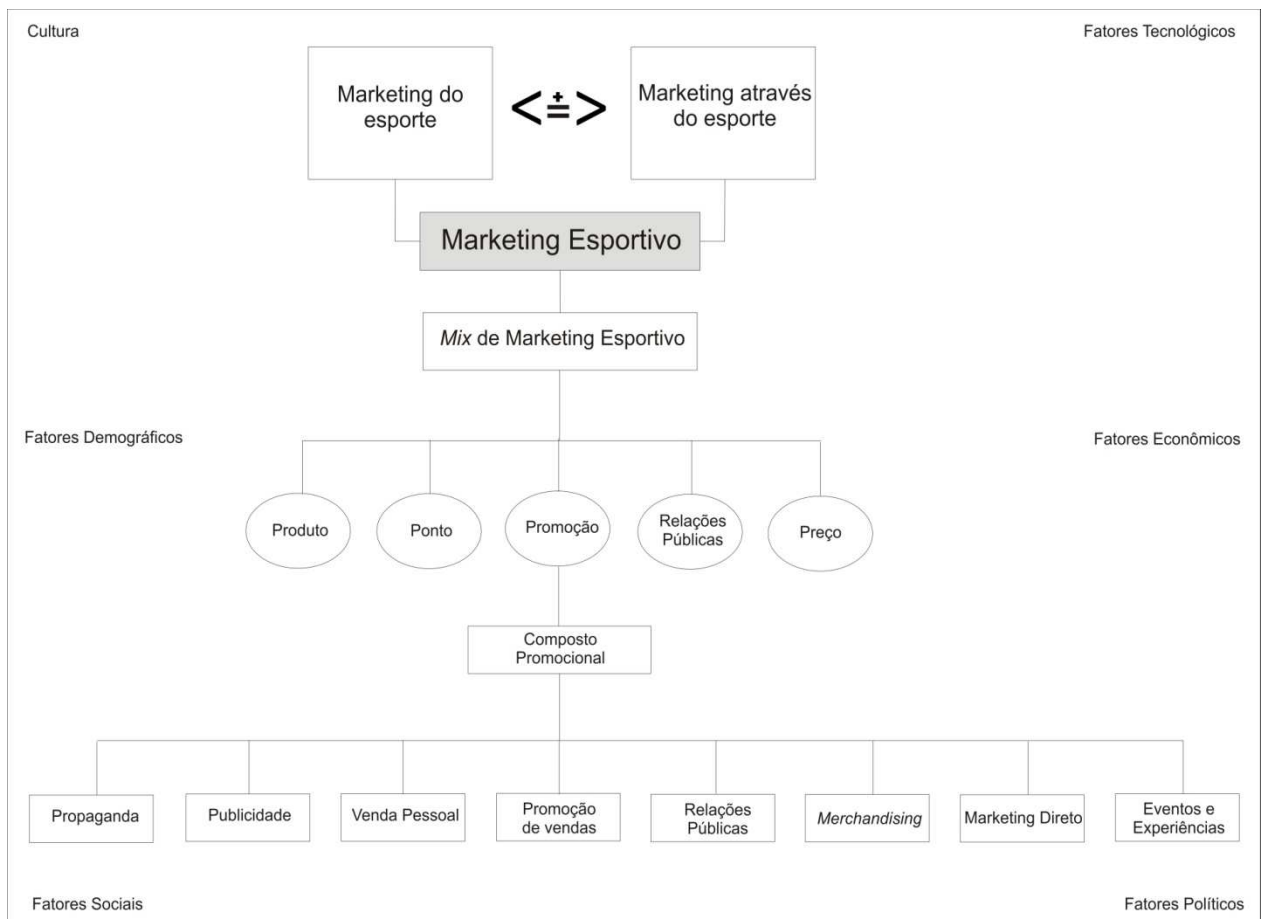 Cultura
Fatores Tecnológicos
Marketing do
esporte
<±=>
Marketing através
do esporte
Marketing Esportivo
Mix de Marketing Esportivo
Fatores Demográficos
Fatores Econômicos
Produto
Ponto
Promoção
Relações
Públicas
Preço
Composto
Promocional
Propaganda
Publicidade
Venda Pessoal
Promoção
de vendas
Relações
Públicas
Merchandising
Marketing Direto
Eventos e
Experiências
Fatores Sociais
Fatores Políticos